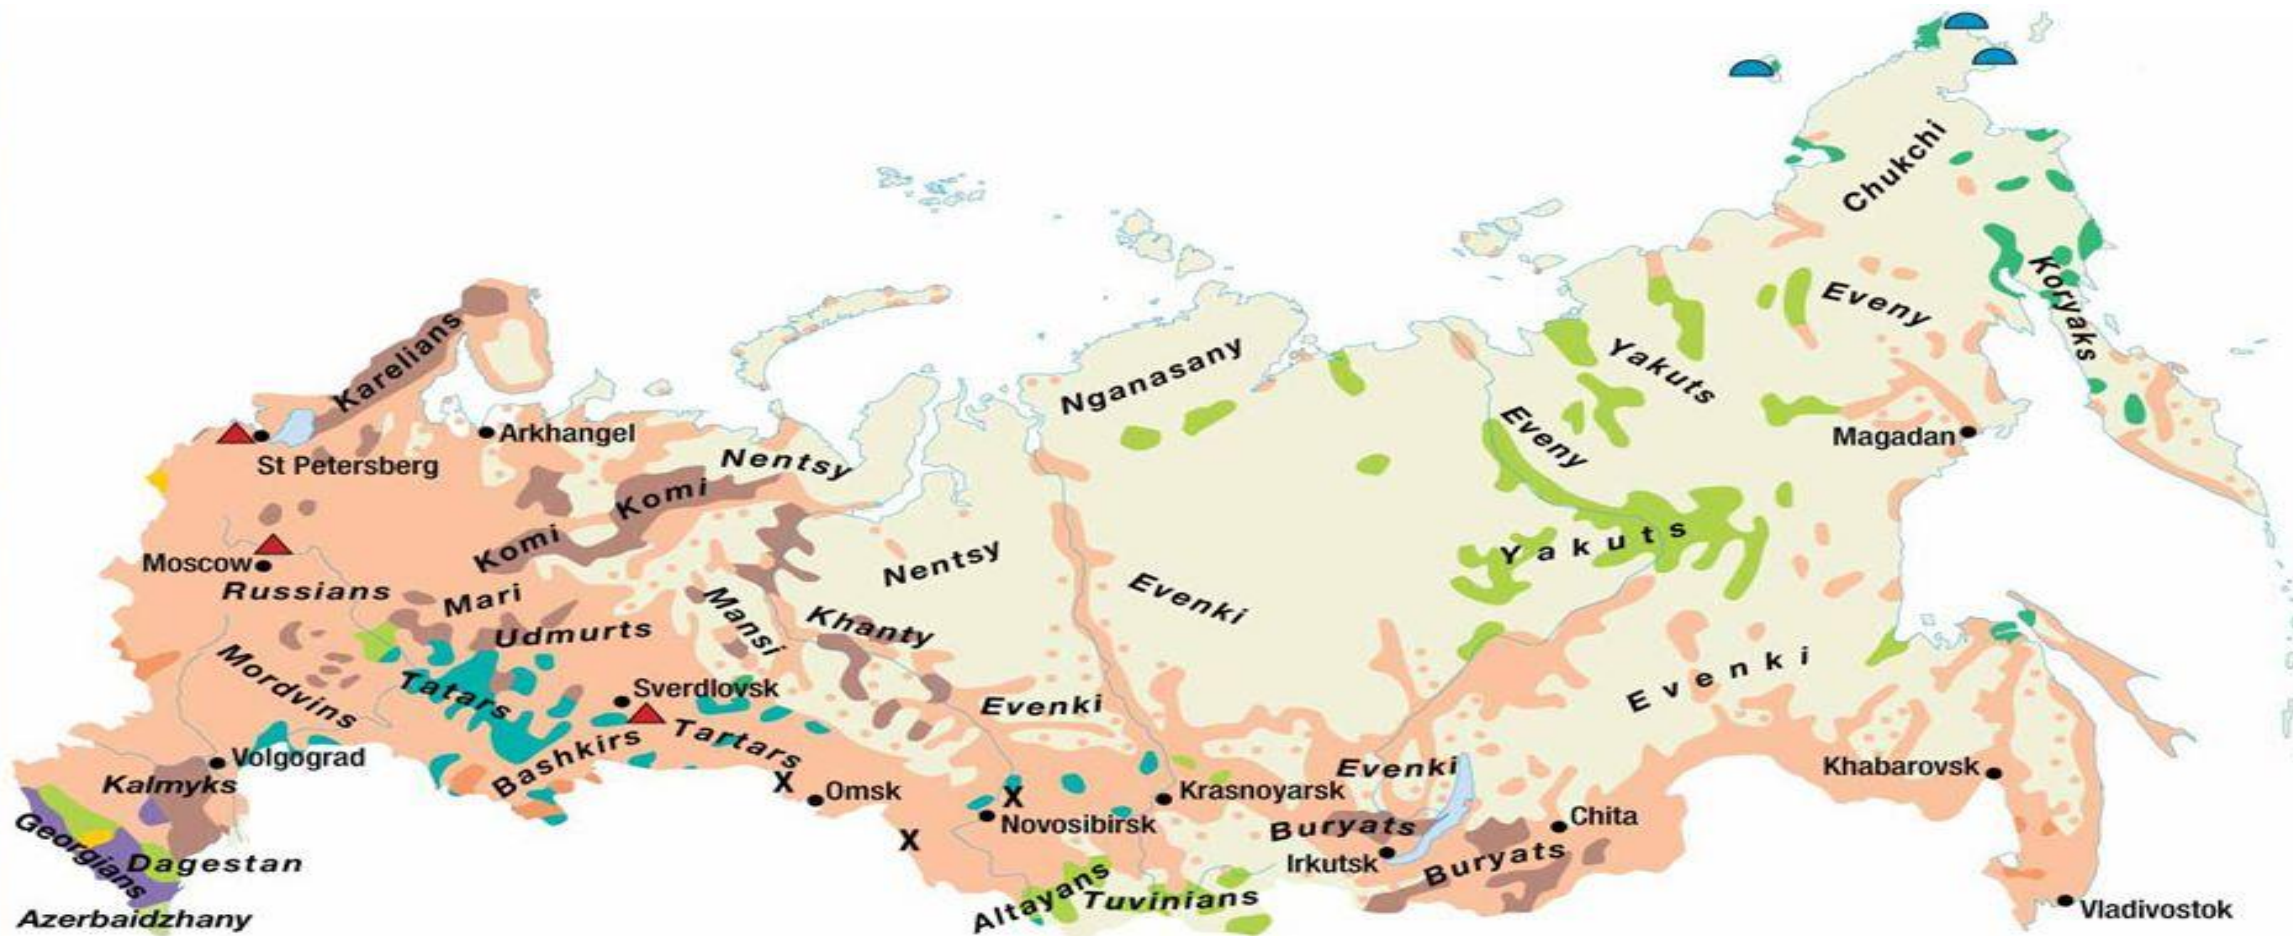 Chukchi
Koryaks
Eveny
Karelians
Nganasany
Yakuts
Arkhangel
Eveny
Magadan
St Petersberg
Nentsy
Komi
Komi
Yakuts
Moscow
Nentsy
Russians
Mari
Evenki
Mansi
Khanty
Udmurts
Mordvins
Evenki
Tatars
Sverdlovsk
Evenki
Tartars
Bashkirs
Volgograd
Kalmyks
X
Omsk
X
Evenki
Krasnoyarsk
Khabarovsk
Novosibirsk
Buryats
Chita
X
Georgians
Dagestan
Irkutsk
Buryats
Altayans
Tuvinians
Azerbaidzhany
Vladivostok